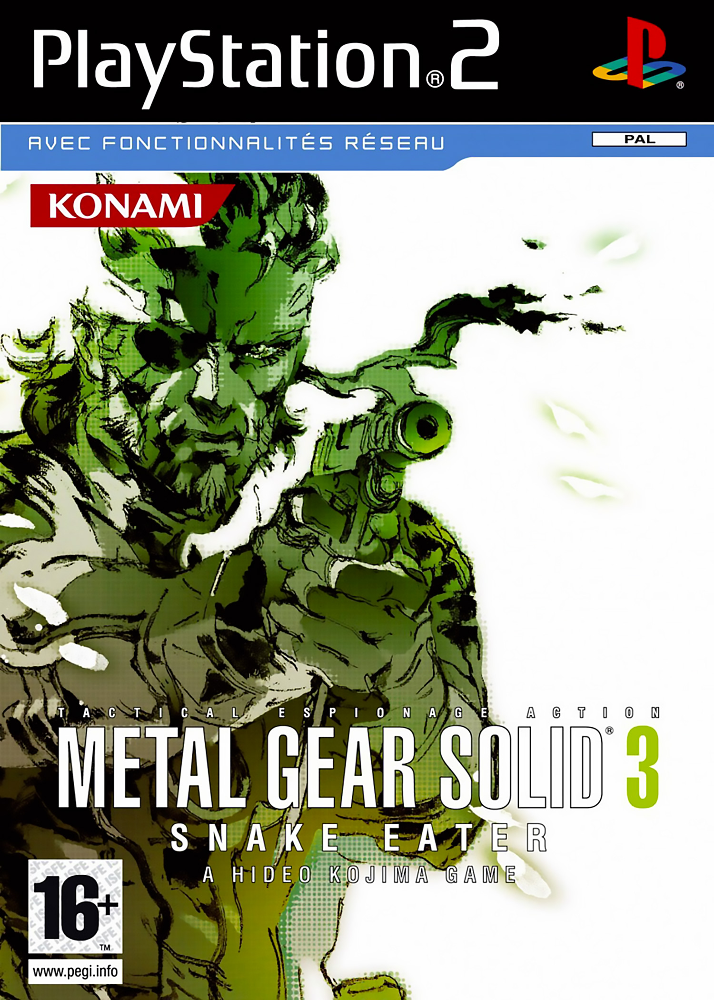 PlayStation®2
®
AVEC FONCTIONNALITÉS RÉSEAU
PAL
KONAMI
TACTICAL ESPIONAGE ACTION
METAL GEAR SOLID® 3
SNAKE EATER
A HIDEO KOJIMA GAME
16+
TM
www.pegi.info